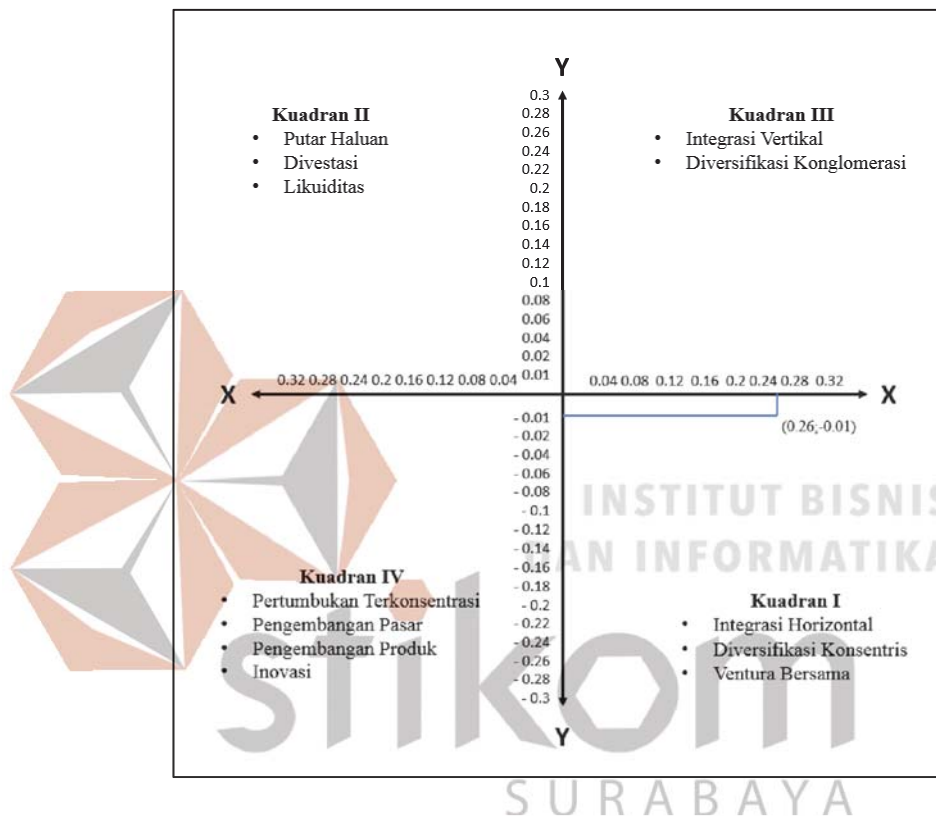 Y
0.3
0.28
0.26
0.24
0.22
0.2
0.18
0.16
0.14
0.12
0.1
0.08
0.06
0.04
0.02
0.01
Kuadran II
• Putar Haluan
• Divestasi
• Likuiditas
Kuadran III
• Integrasi Vertikal
• Diversifikasi Konglomerasi
X 0.32 0.28 0.24 0.2 0.16 0.12 0.08 0.04 0.04 0.08 0.12 0.16 0.2 0.24 0.28 0.32 X
(0.26;-0.01)
- 0.01
- 0.02
- 0.04
- 0.06
- 0.08
- 0.1
- 0.12
- 0.14
- 0.16
- 0.18
- 0.2
- 0.22
- 0.24
- 0.26
- 0.28
- 0.3
Y
Kuadran IV
• Pertumbukan Terkonsentrasi
• Pengembangan Pasar
• Pengembangan Produk
• Inovasi
Kuadran I
• Integrasi Horizontal
• Diversifikasi Konsentris
• Ventura Bersama
INSTITUT BISNIS
DAN INFORMATIKA
stikom
SURABAYA